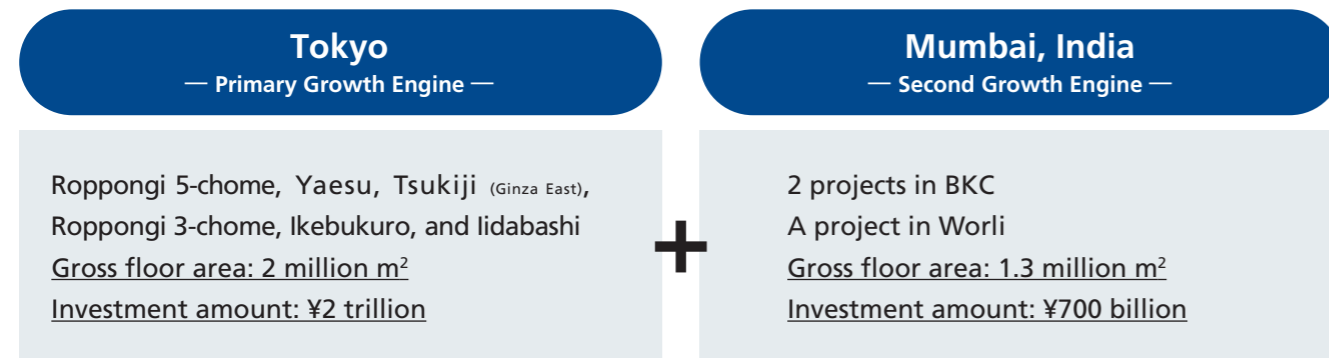 Tokyo
— Primary Growth Engine —
Roppongi 5-chome, Yaesu, Tsukiji (Ginza East),
Roppongi 3-chome, Ikebukuro, and Iidabashi
Gross floor area: 2 million m²
Investment amount: ¥2 trillion
+
Mumbai, India
— Second Growth Engine —
2 projects in BKC
A project in Worli
Gross floor area: 1.3 million m²
Investment amount: ¥700 billion